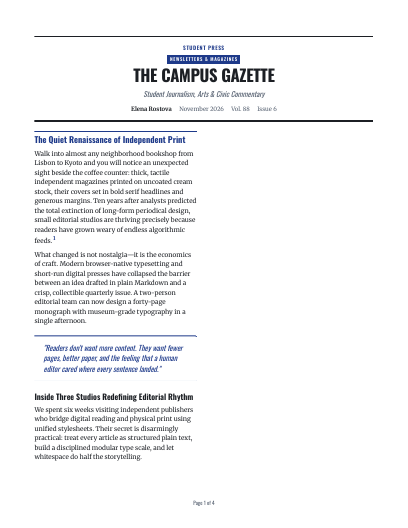 STUDENT PRESS
NEWSLETTERS & MAGAZINES
THE CAMPUS GAZETTE
Student Journalism, Arts & Civic Commentary
Elena Rostova November 2026 Vol. 88 Issue 6
The Quiet Renaissance of Independent Print
Walk into almost any neighborhood bookshop from
Lisbon to Kyoto and you will notice an unexpected
sight beside the coffee counter: thick, tactile
independent magazines printed on uncoated cream
stock, their covers set in bold serif headlines and
generous margins. Ten years after analysts predicted
the total extinction of long-form periodical design,
small editorial studios are thriving precisely because
readers have grown weary of endless algorithmic
feeds.1
What changed is not nostalgia—it is the economics
of craft. Modern browser-native typesetting and
short-run digital presses have collapsed the barrier
between an idea drafted in plain Markdown and a
crisp, collectible quarterly issue. A two-person
editorial team can now design a forty-page
monograph with museum-grade typography in a
single afternoon.
"Readers don't want more content. They want fewer
pages, better paper, and the feeling that a human
editor cared where every sentence landed."
Inside Three Studios Redefining Editorial Rhythm
We spent six weeks visiting independent publishers
who bridge digital reading and physical print using
unified stylesheets. Their secret is disarmingly
practical: treat every article as structured plain text,
build a disciplined modular type scale, and let
whitespace do half the storytelling.
Page 1 of 4